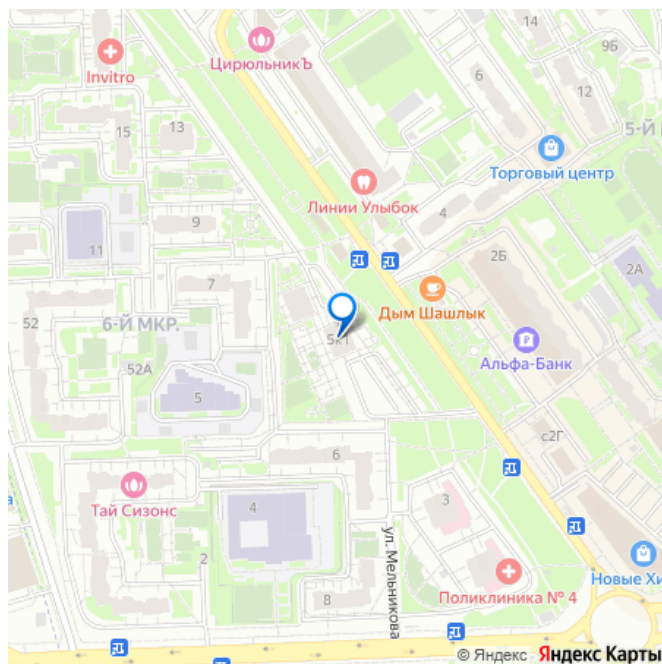 ЦирюльникЪ
9Б
Invitro
6
4
12
15
13
5-Й
Торговый центр
Линии Улыбок
4
9
11
2Б
2А
7
Дым Шашлык
52
6-Й МКР.
5к1
52А
Альфа-Банк
5
с2Г
6
Тай Сизонс
4
3
ул. Мельникова
2
Новые Хи
Поликлиника № 4
8
© Яндекс Яндекс Карты